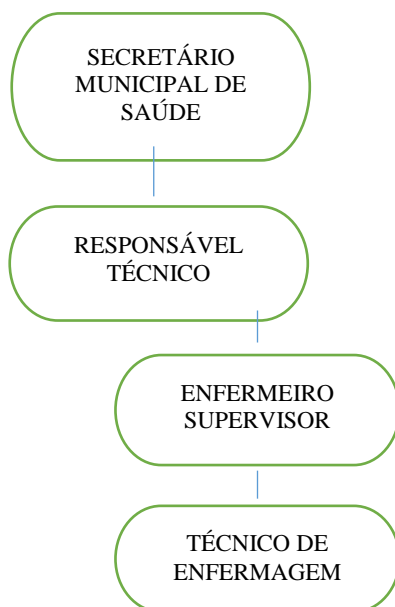 SECRETÁRIO
MUNICIPAL DE
SAÚDE
RESPONSÁVEL
TÉCNICO
ENFERMEIRO
SUPERVISOR
TÉCNICO DE
ENFERMAGEM